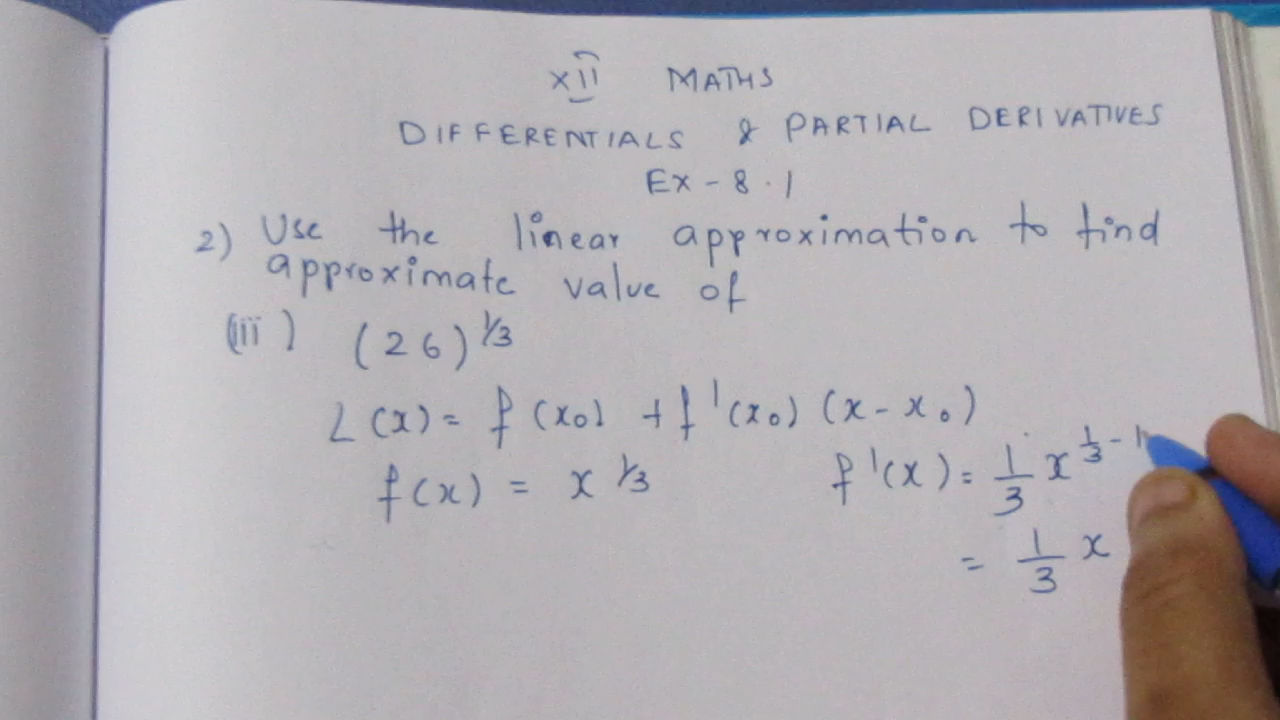 XII MATHS
DIFFERENTIALS & PARTIAL DERIVATIVES
Ex - 8.1
2) Use the linear approximation to find
approximate value of
(iii) (26)^1/3
L(x) = f(x₀) + f'(x₀) (x - x₀)
f(x) = x^1/3 f'(x) = 1/3 x^(1/3 - 1)
= 1/3 x